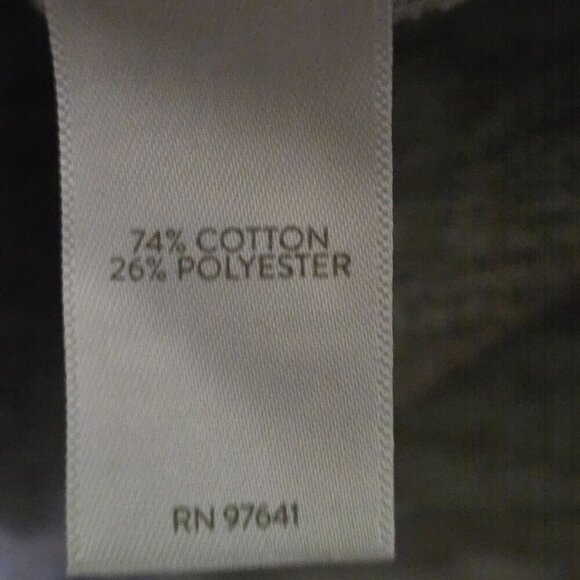 74% COTTON
26% POLYESTER
RN 97641